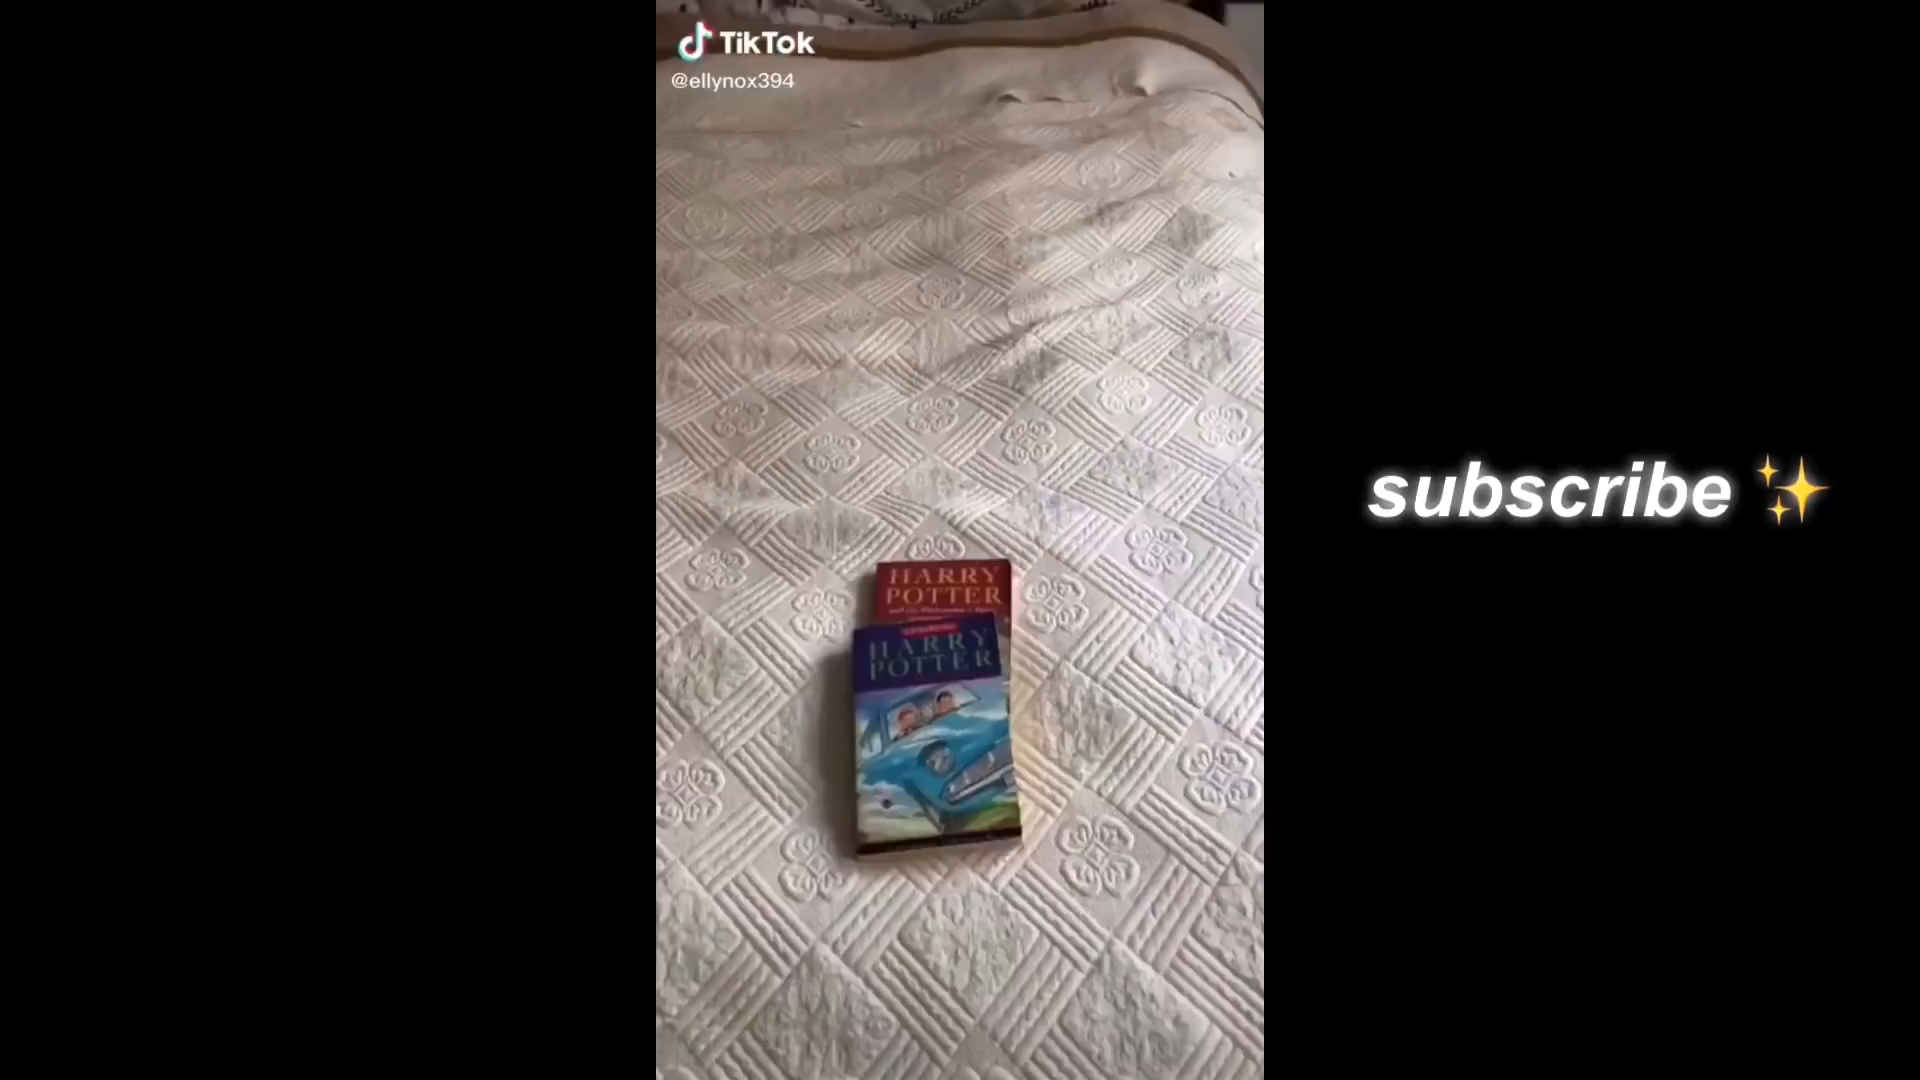 TikTok
@ellynox394
HARRY
POTTER
HARRY
POTTER
subscribe ✨